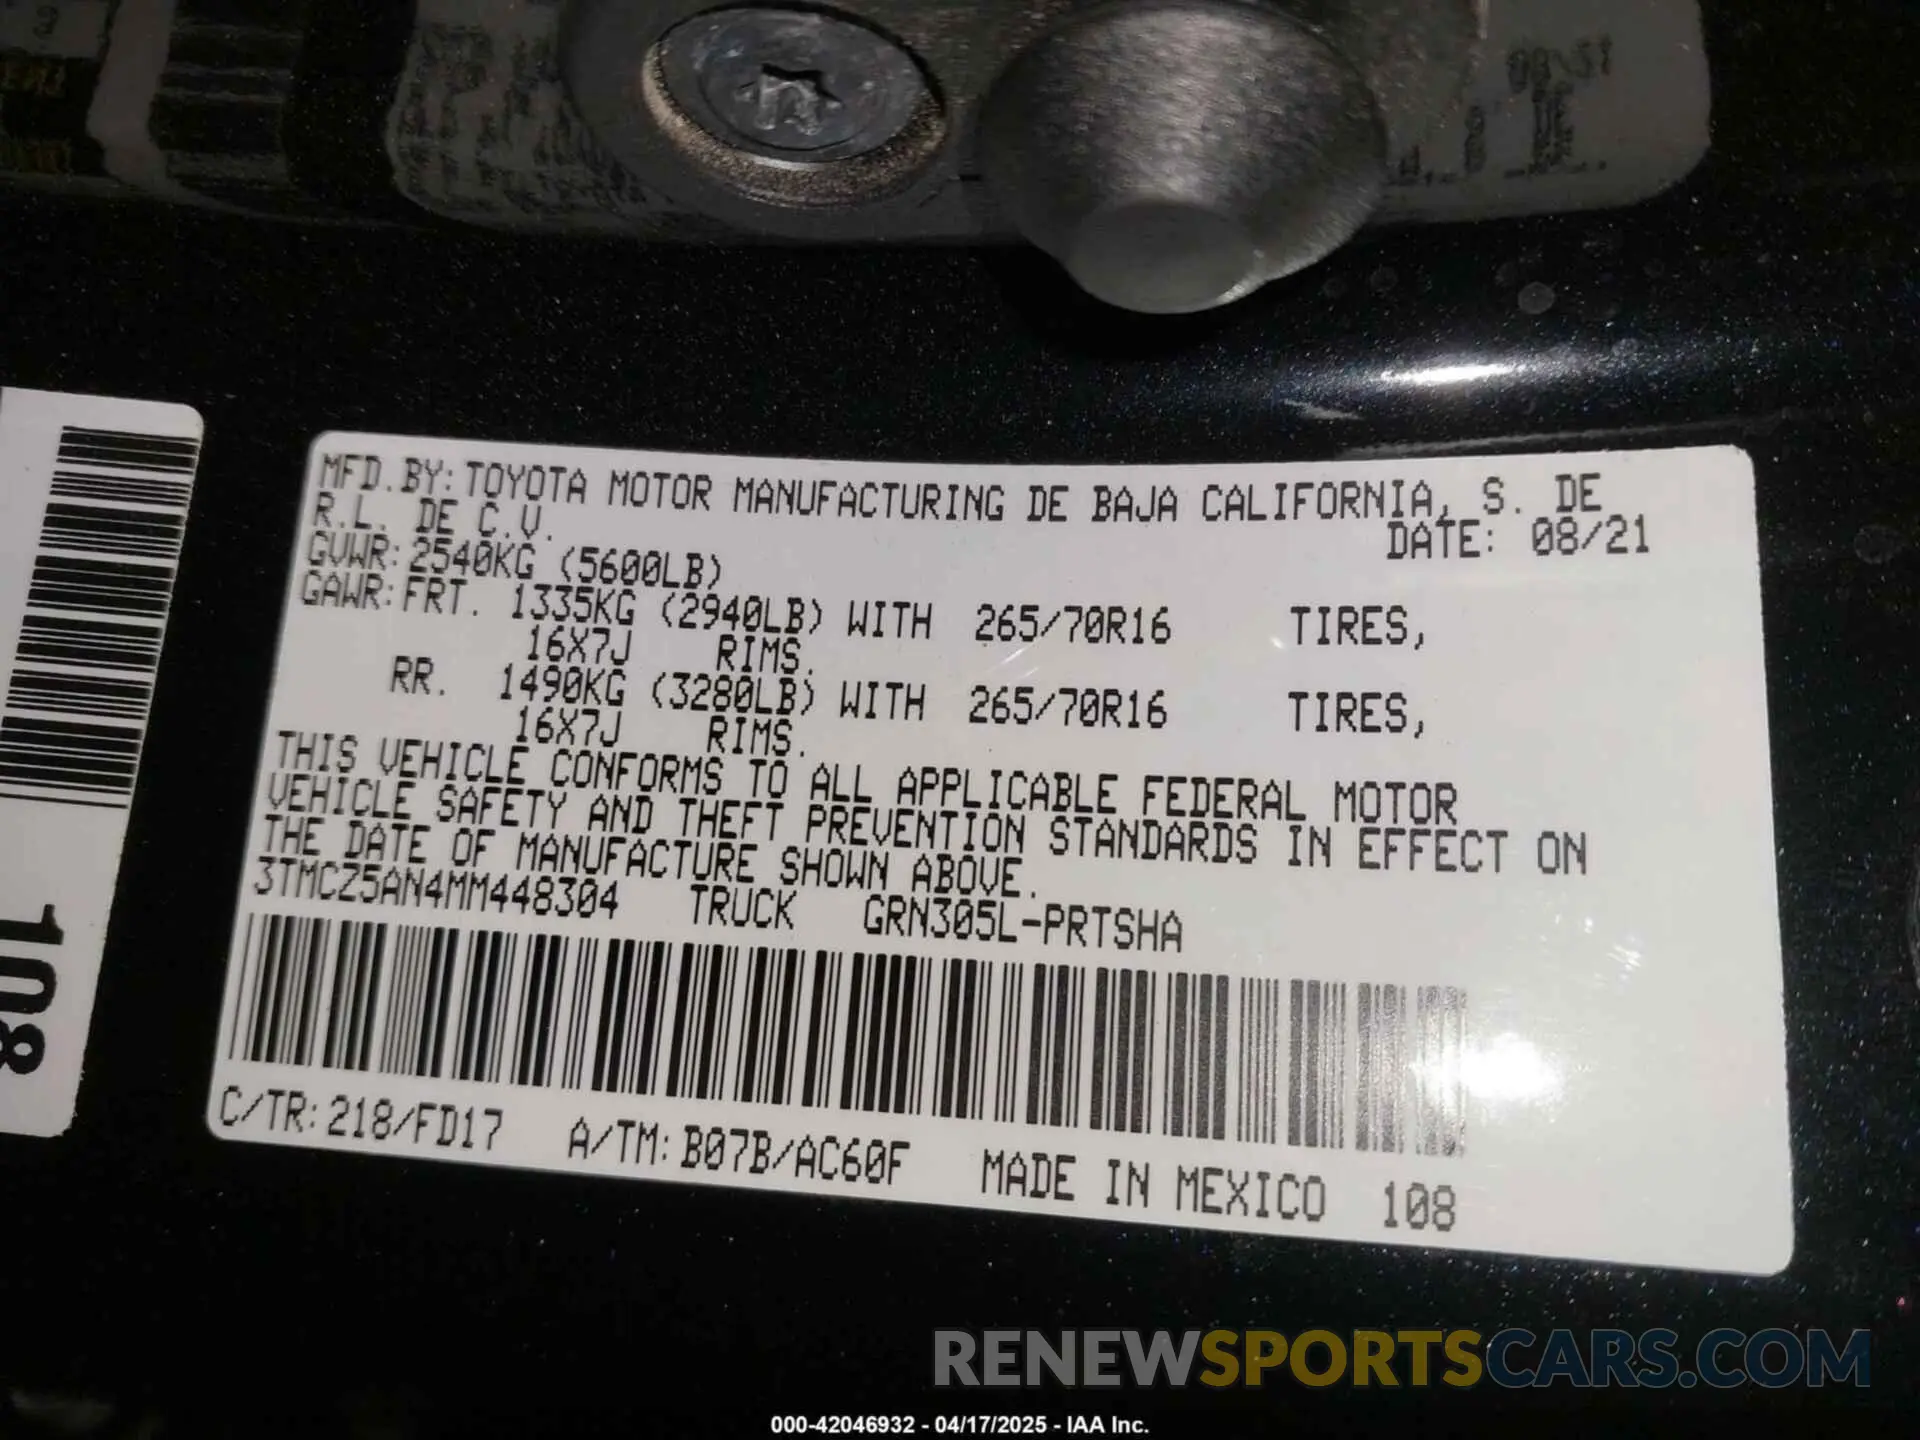 08/21
MFD.BY: TOYOTA MOTOR MANUFACTURING DE BAJA CALIFORNIA, S. DE
R.L. DE C.V. DATE: 08/21
GVWR: 2540KG (5600LB)
GAWR: FRT. 1335KG (2940LB) WITH 265/70R16 TIRES,
16X7J RIMS.
RR. 1490KG (3280LB) WITH 265/70R16 TIRES,
16X7J RIMS.
THIS VEHICLE CONFORMS TO ALL APPLICABLE FEDERAL MOTOR
VEHICLE SAFETY AND THEFT PREVENTION STANDARDS IN EFFECT ON
THE DATE OF MANUFACTURE SHOWN ABOVE.
3TMCZ5AN4MM448304 TRUCK GRN305L-PRTSHA
C/TR: 218/FD17 A/TM: B07B/AC60F MADE IN MEXICO 108
108
RENEWSPORTSCARS.COM
000-42046932 - 04/17/2025 - IAA Inc.